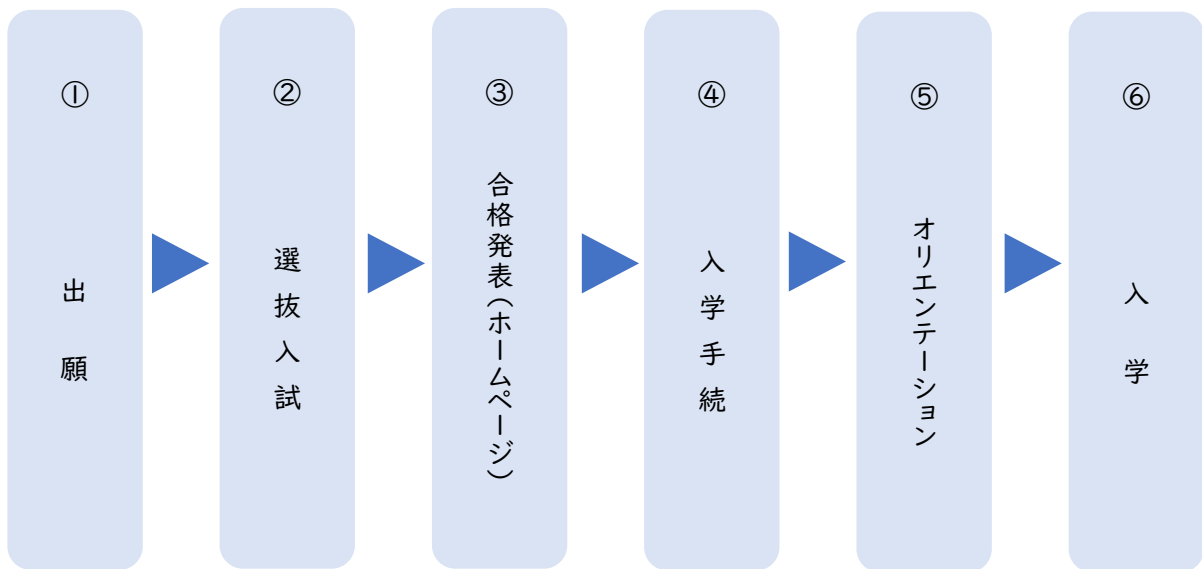 ①
出願
②
選抜入試
③
合格発表(ホームページ)
④
入学手続
⑤
オリエンテーション
⑥
入学